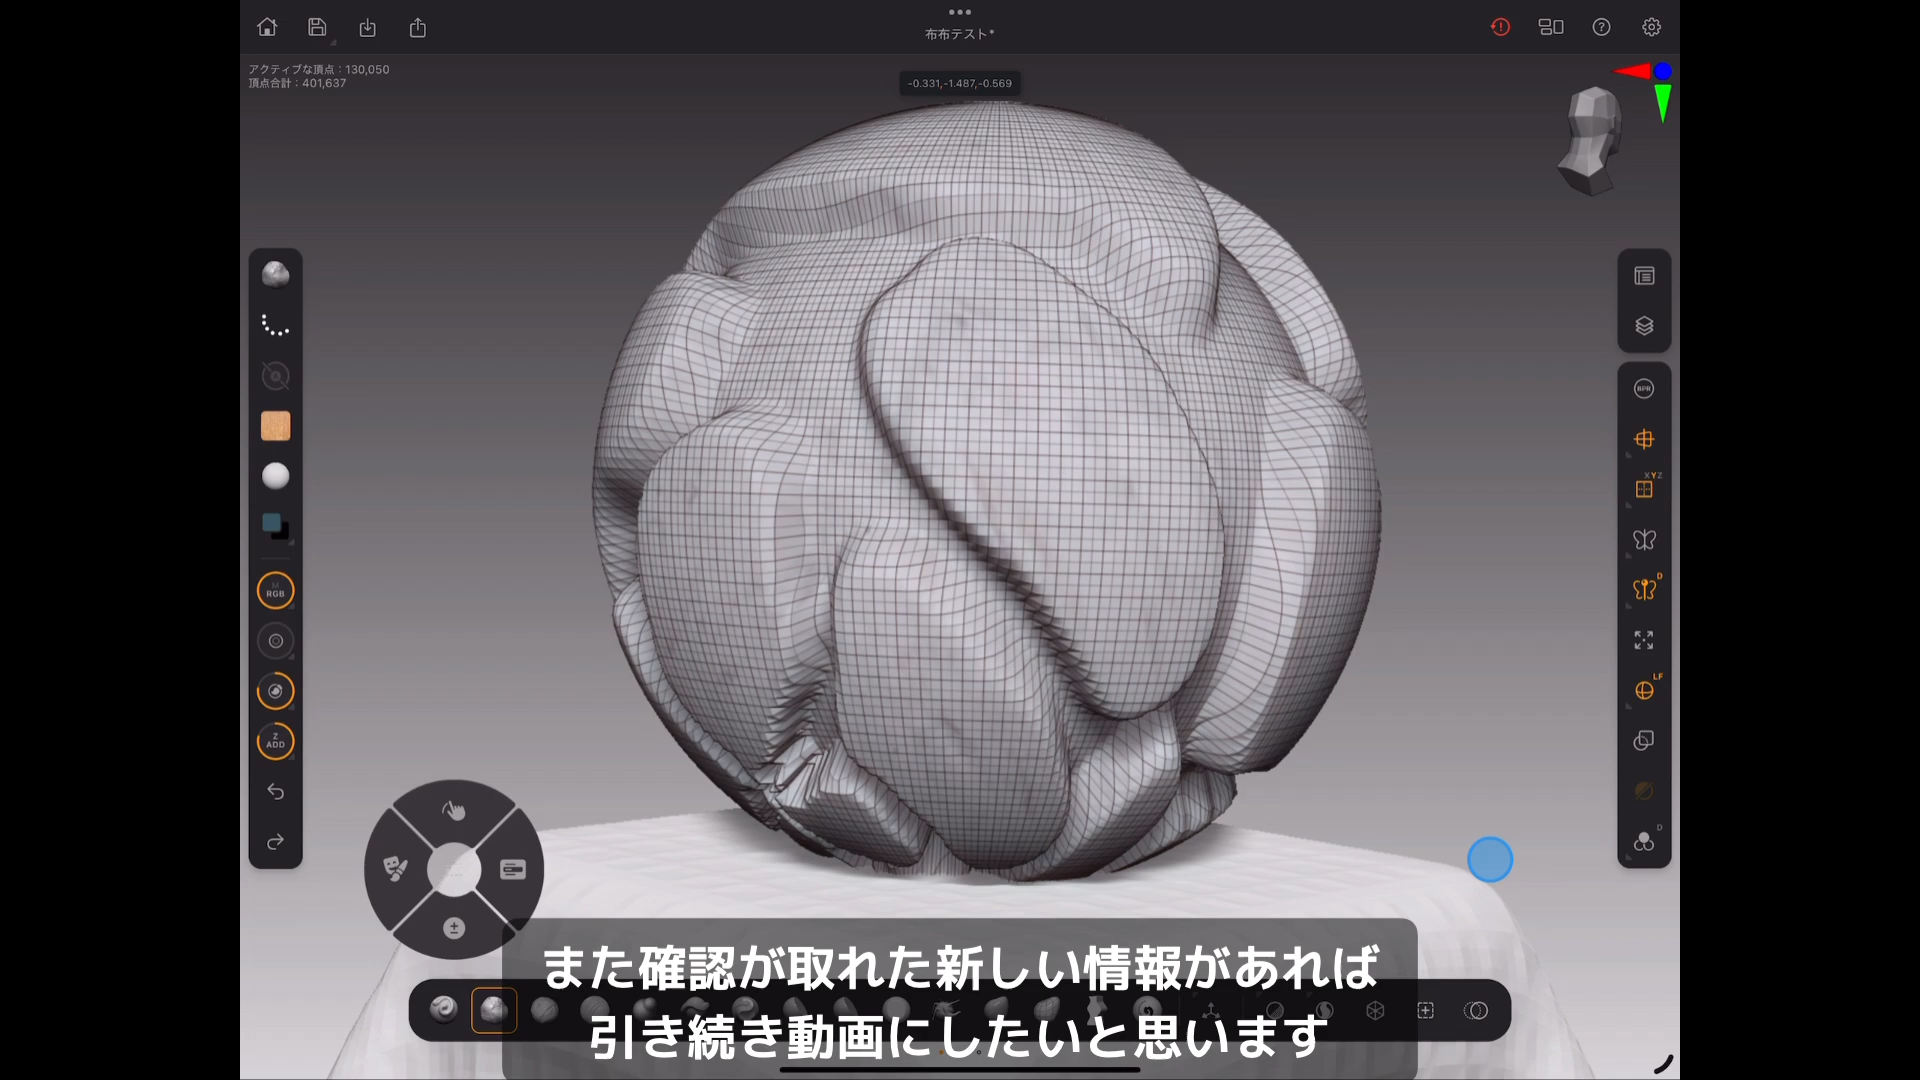 布布テスト*
アクティブな頂点：130,050
頂点合計：401,637
-0.331,-1.487,-0.569
BPR
XYZ
D
LF
D
M
RGB
Z
ADD
また確認が取れた新しい情報があれば
引き続き動画にしたいと思います